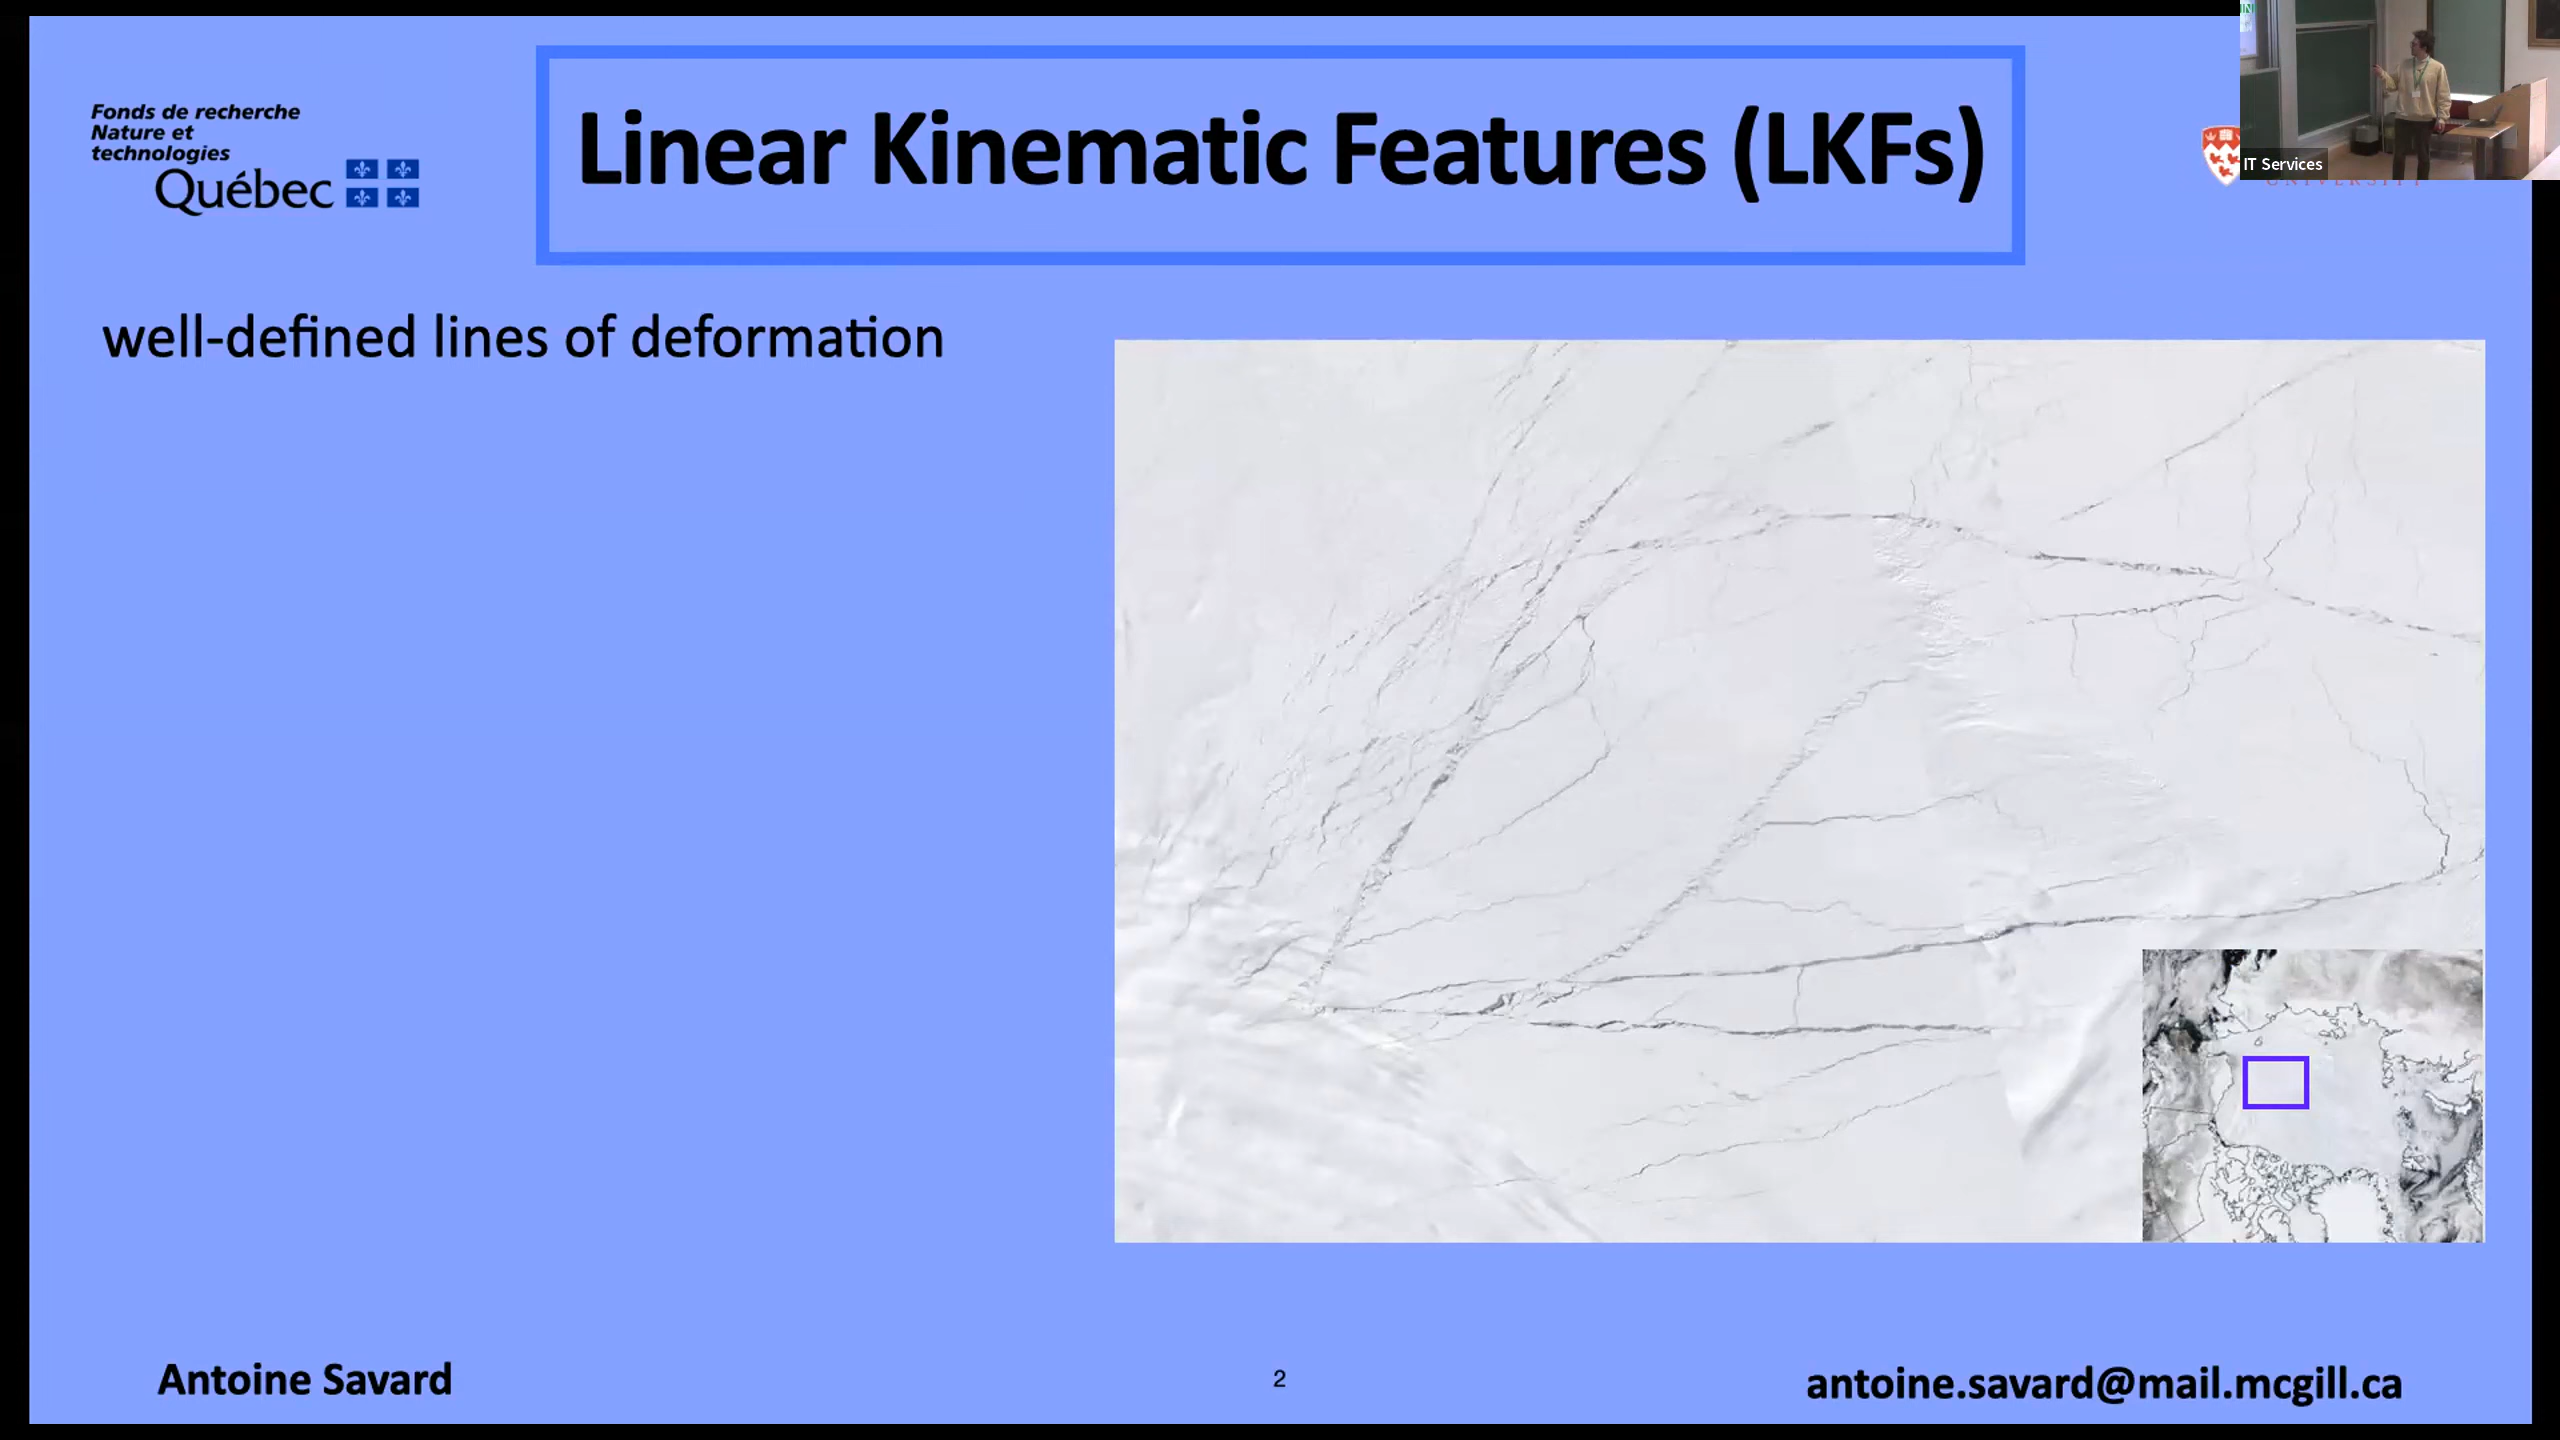 Fonds de recherche
Nature et
technologies
Québec
Linear Kinematic Features (LKFs)
IT Services
well-defined lines of deformation
Antoine Savard
2
antoine.savard@mail.mcgill.ca